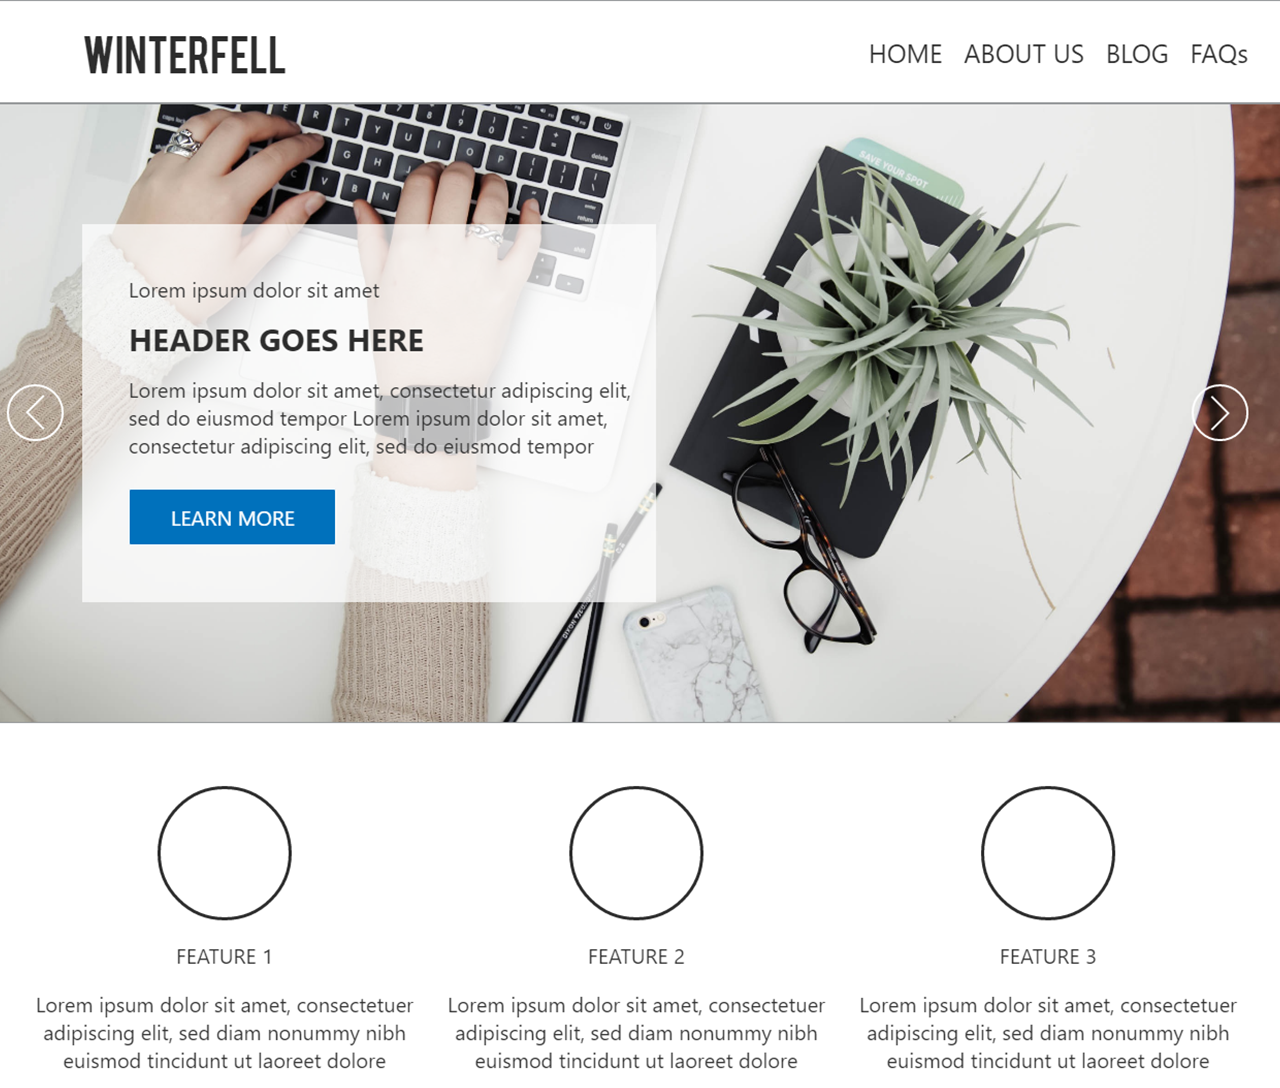 WINTERFELL
HOME ABOUT US BLOG FAQs
SAVE YOUR SPOT
Lorem ipsum dolor sit amet
HEADER GOES HERE
Lorem ipsum dolor sit amet, consectetur adipiscing elit,
sed do eiusmod tempor Lorem ipsum dolor sit amet,
consectetur adipiscing elit, sed do eiusmod tempor
LEARN MORE
FEATURE 1
FEATURE 2
FEATURE 3
Lorem ipsum dolor sit amet, consectetuer
adipiscing elit, sed diam nonummy nibh
euismod tincidunt ut laoreet dolore
Lorem ipsum dolor sit amet, consectetuer
adipiscing elit, sed diam nonummy nibh
euismod tincidunt ut laoreet dolore
Lorem ipsum dolor sit amet, consectetuer
adipiscing elit, sed diam nonummy nibh
euismod tincidunt ut laoreet dolore